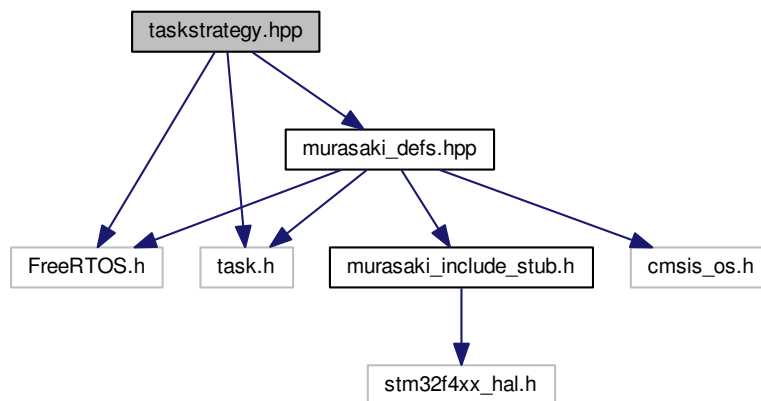 taskstrategy.hpp
murasaki_defs.hpp
FreeRTOS.h
task.h
murasaki_include_stub.h
cmsis_os.h
stm32f4xx_hal.h